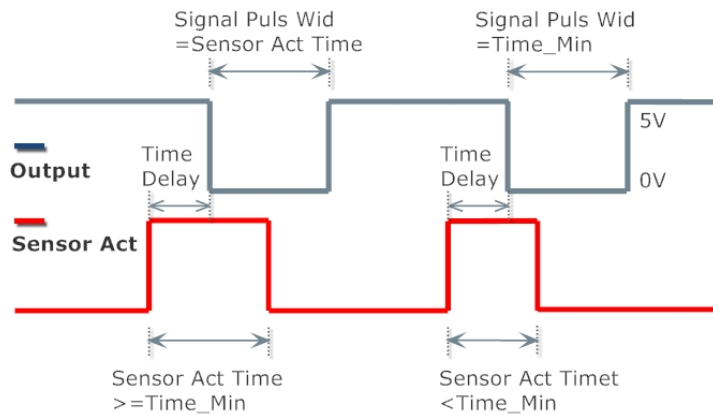 Signal Puls Wid
=Sensor Act Time
Signal Puls Wid
=Time_Min
5V
Time
Delay
Time
Delay
0V
Output
Sensor Act
Sensor Act Time
>=Time_Min
Sensor Act Timet
<Time_Min